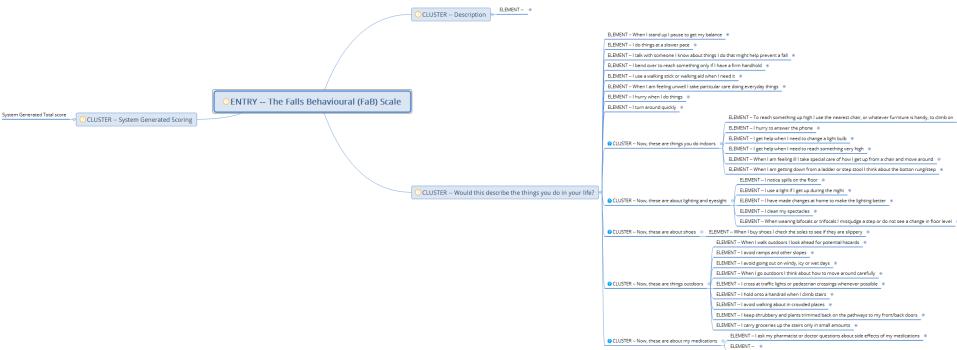 CLUSTER -- Description
ELEMENT --
ENTRY -- The Falls Behavioural (FaB) Scale
System Generated Total score
CLUSTER -- System Generated Scoring
CLUSTER -- Would this describe the things you do in your life?
ELEMENT -- When I stand up I pause to get my balance
ELEMENT -- I do things at a slower pace
ELEMENT -- I talk with someone I know about things I do that might help prevent a fall
ELEMENT -- I bend over to reach something only if I have a firm handhold
ELEMENT -- I use a walking stick or walking aid when I need it
ELEMENT -- When I am feeling unwell I take particular care doing everyday things
ELEMENT -- I hurry when I do things
ELEMENT -- I turn around quickly
CLUSTER -- Now, these are things you do indoors
ELEMENT -- To reach something up high I use the nearest chair, or whatever furniture is handy, to climb on
ELEMENT -- I hurry to answer the phone
ELEMENT -- I get help when I need to change a light bulb
ELEMENT -- I get help when I need to reach something very high
ELEMENT -- When I am feeling ill I take special care of how I get up from a chair and move around
ELEMENT -- When I am getting down from a ladder or step stool I think about the bottom rung/step
CLUSTER -- Now, these are about lighting and eyesight
ELEMENT -- I notice spills on the floor
ELEMENT -- I use a light if I get up during the night
ELEMENT -- I have made changes at home to make the lighting better
ELEMENT -- I clean my spectacles
ELEMENT -- When wearing bifocals or trifocals I misjudge a step or do not see a change in floor level
CLUSTER -- Now, these are about shoes
ELEMENT -- When I buy shoes I check the soles to see if they are slippery
CLUSTER -- Now, these are things outdoors
ELEMENT -- When I walk outdoors I look ahead for potential hazards
ELEMENT -- I avoid ramps and other slopes
ELEMENT -- I avoid going out on windy, icy or wet days
ELEMENT -- When I go outdoors I think about how to move around carefully
ELEMENT -- I cross at traffic lights or pedestrian crossings whenever possible
ELEMENT -- I hold onto a handrail when I climb stairs
ELEMENT -- I avoid walking about in crowded places
ELEMENT -- I keep shrubbery and plants trimmed back on the pathways to my front/back doors
ELEMENT -- I carry groceries up the stairs only in small amounts
CLUSTER -- Now, these are about my medications
ELEMENT -- I ask my pharmacist or doctor questions about side effects of my medications
ELEMENT --